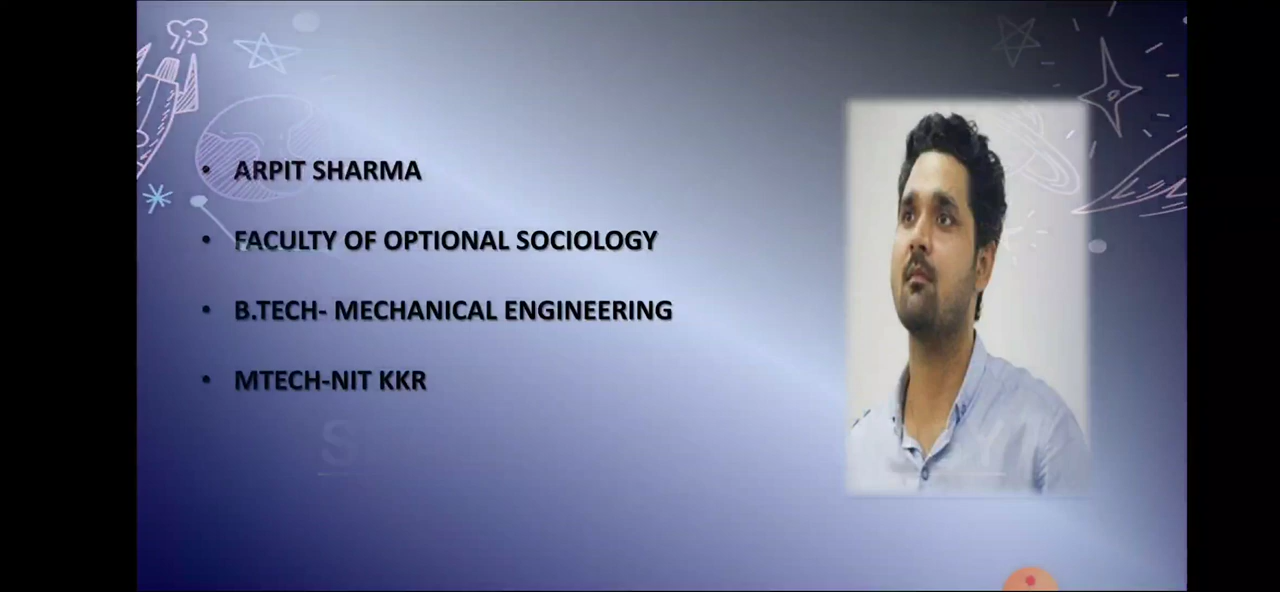 ARPIT SHARMA
FACULTY OF OPTIONAL SOCIOLOGY
B.TECH- MECHANICAL ENGINEERING
MTECH-NIT KKR
S
Y